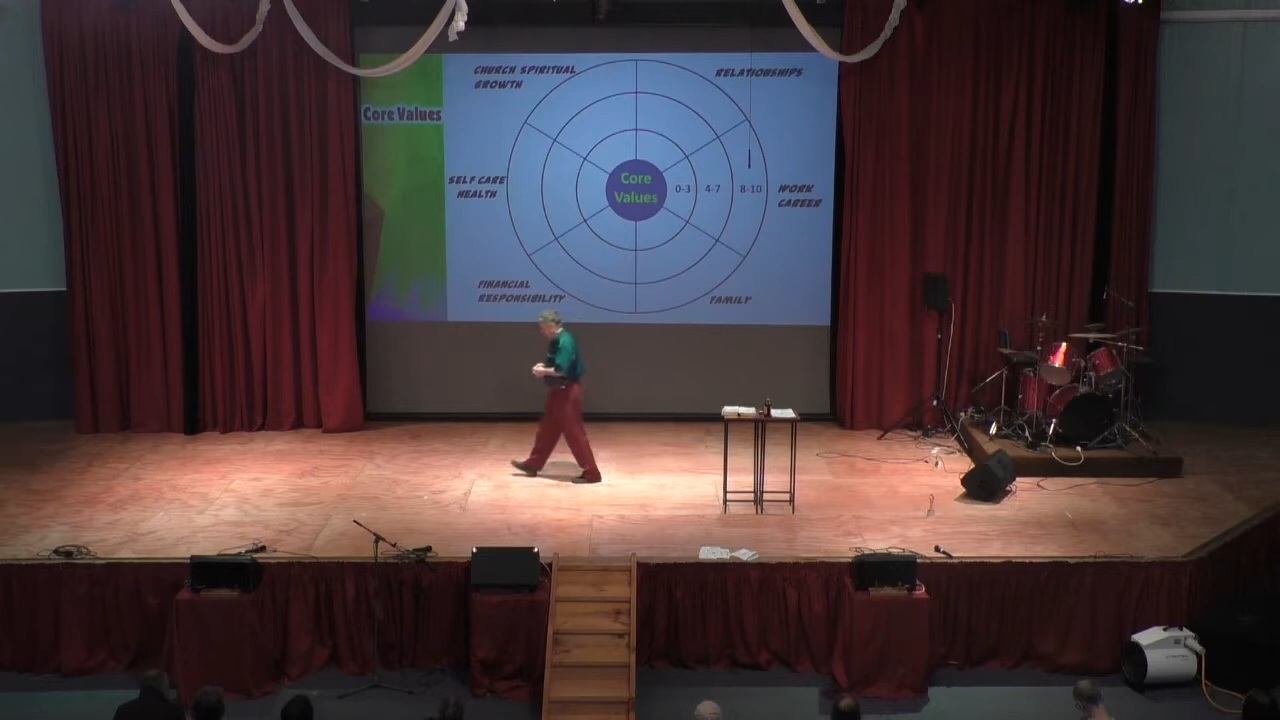 Core Values
CHURCH SPIRITUAL
GROWTH
RELATIONSHIPS
SELF CARE
HEALTH
Core
Values
0-3
4-7
8-10
WORK
CAREER
FINANCIAL
RESPONSIBILITY
FAMILY